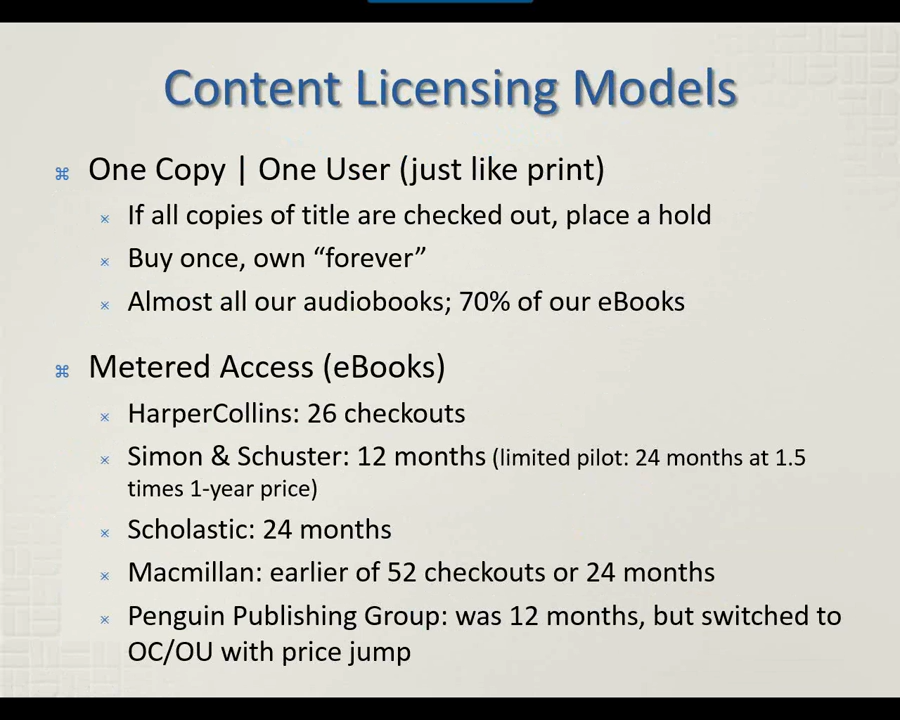 Content Licensing Models
One Copy | One User (just like print)
If all copies of title are checked out, place a hold
Buy once, own “forever”
Almost all our audiobooks; 70% of our eBooks
Metered Access (eBooks)
HarperCollins: 26 checkouts
Simon & Schuster: 12 months (limited pilot: 24 months at 1.5
times 1-year price)
Scholastic: 24 months
Macmillan: earlier of 52 checkouts or 24 months
Penguin Publishing Group: was 12 months, but switched to
OC/OU with price jump